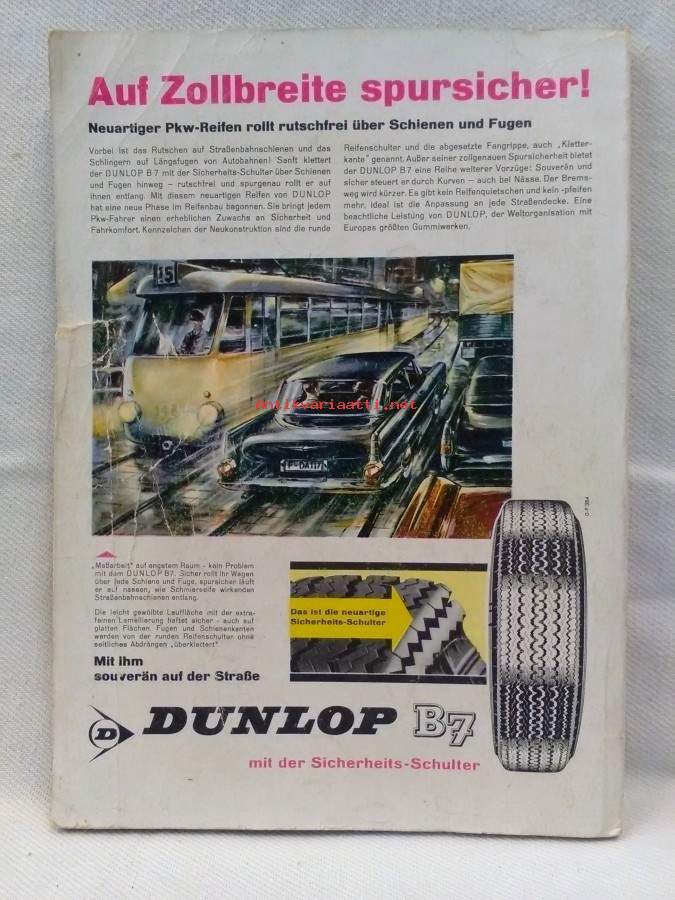 Auf Zollbreite spursicher!
Neuartiger Pkw-Reifen rollt rutschfrei über Schienen und Fugen
Vorbei ist das Rutschen auf Straßenbahnschienen und das
Schlingern auf Längsfugen von Autobahnen! Sanft klettert
der DUNLOP B7 mit der Sicherheits-Schulter über Schienen
und Fugen hinweg – rutschfrei und spurgenau rollt er auf
ihnen entlang. Mit diesem neuartigen Reifen von DUNLOP
hat eine neue Phase im Reifenbau begonnen. Sie bringt jedem
Pkw-Fahrer einen erheblichen Zuwachs an Sicherheit und
Fahrkomfort. Kennzeichen der Neukonstruktion sind die runde
Reifenschulter und die abgesetzte Fangrippe, auch „Kletter-
kante" genannt. Außer seiner zollgenauen Spursicherheit bietet
der DUNLOP B7 eine Reihe weiterer Vorzüge: Souverän und
sicher steuert er durch Kurven – auch bei Nässe. Der Brems-
weg wird kürzer. Es gibt kein Reifenquietschen und kein -pfeifen
mehr, ideal ist die Anpassung an jede Straßendecke. Eine
beachtliche Leistung von DUNLOP, der Weltorganisation mit
Europas größten Gummiwerken.
15
antikvariaatti.net
F-DA117
D-F 394
„Maßarbeit" auf engstem Raum - kein Problem
mit dem DUNLOP B7. Sicher rollt Ihr Wagen
über jede Schiene und Fuge, spursicher läuft
er auf nassen, wie Schmierseife wirkenden
Straßenbahnschienen entlang.
Die leicht gewölbte Lauffläche mit der extra-
feinen Lamellierung haftet sicher - auch auf
glatten Flächen. Fugen und Schienenkanten
werden von der runden Reifenschulter ohne
seitliches Abdrängen „überklettert"
Das ist die neuartige
Sicherheits-Schulter
Mit ihm
souverän auf der Straße
D DUNLOP B7
mit der Sicherheits-Schulter